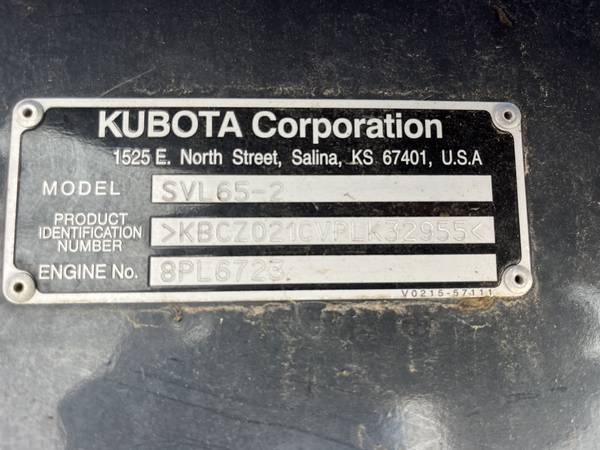 KUBOTA Corporation
1525 E. North Street, Salina, KS 67401, U.S.A
MODEL SVL65-2
PRODUCT IDENTIFICATION NUMBER >KBCZ021CVPLK32955<
ENGINE No. 8PL6723
V0215-57111